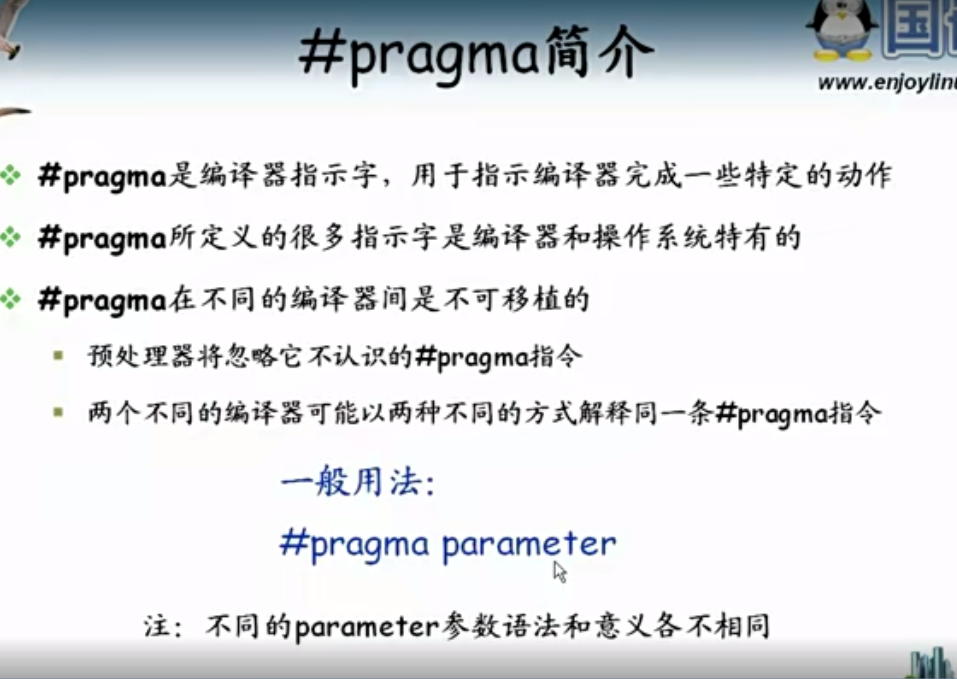 #pragma简介
www.enjoylinu
#pragma是编译器指示字，用于指示编译器完成一些特定的动作
#pragma所定义的很多指示字是编译器和操作系统特有的
#pragma在不同的编译器间是不可移植的
预处理器将忽略它不认识的#pragma指令
两个不同的编译器可能以两种不同的方式解释同一条#pragma指令
一般用法：
#pragma parameter
注：不同的parameter参数语法和意义各不相同